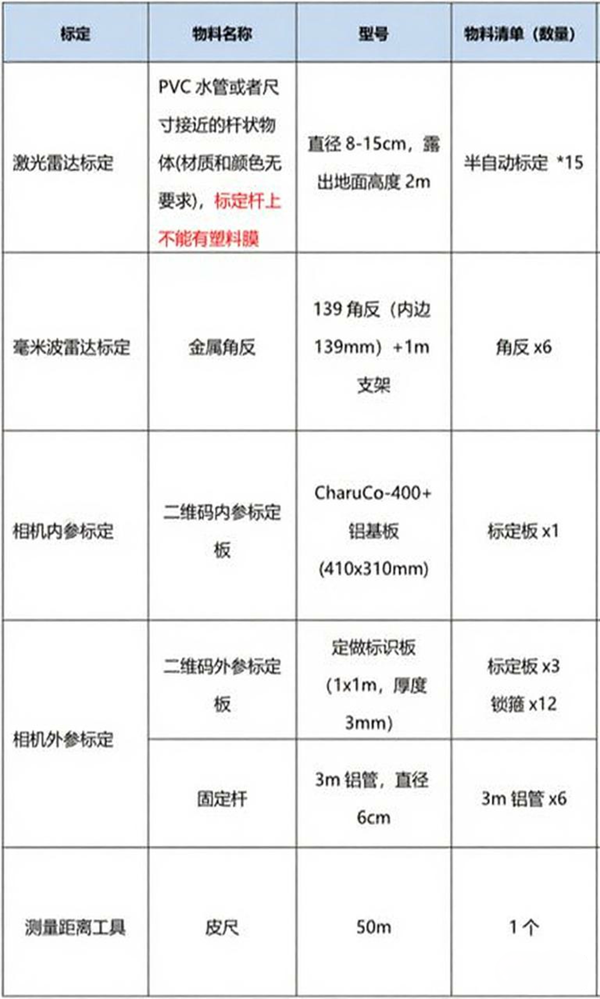 标定
物料名称
型号
物料清单（数量）
激光雷达标定
PVC 水管或者尺
寸接近的杆状物
体(材质和颜色无
要求)，标定杆上
不能有塑料膜
直径 8-15cm，露
出地面高度 2m
半自动标定 *15
毫米波雷达标定
金属角反
139 角反（内边
139mm）+1m
支架
角反 x6
相机内参标定
二维码内参标定
板
CharuCo-400+
铝基板
(410x310mm)
标定板 x1
相机外参标定
二维码外参标定
板
定做标识板
（1x1m，厚度
3mm）
标定板 x3
锁箍 x12
固定杆
3m 铝管，直径
6cm
3m 铝管 x6
测量距离工具
皮尺
50m
1 个